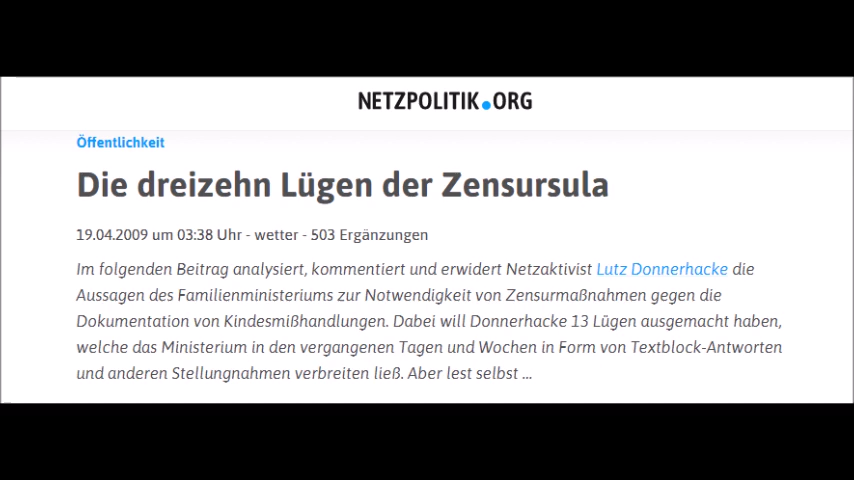 NETZPOLITIK.ORG
Öffentlichkeit
Die dreizehn Lügen der Zensursula
19.04.2009 um 03:38 Uhr - wetter - 503 Ergänzungen
Im folgenden Beitrag analysiert, kommentiert und erwidert Netzaktivist Lutz Donnerhacke die
Aussagen des Familienministeriums zur Notwendigkeit von Zensurmaßnahmen gegen die
Dokumentation von Kindesmißhandlungen. Dabei will Donnerhacke 13 Lügen ausgemacht haben,
welche das Ministerium in den vergangenen Tagen und Wochen in Form von Textblock-Antworten
und anderen Stellungnahmen verbreiten ließ. Aber lest selbst ...